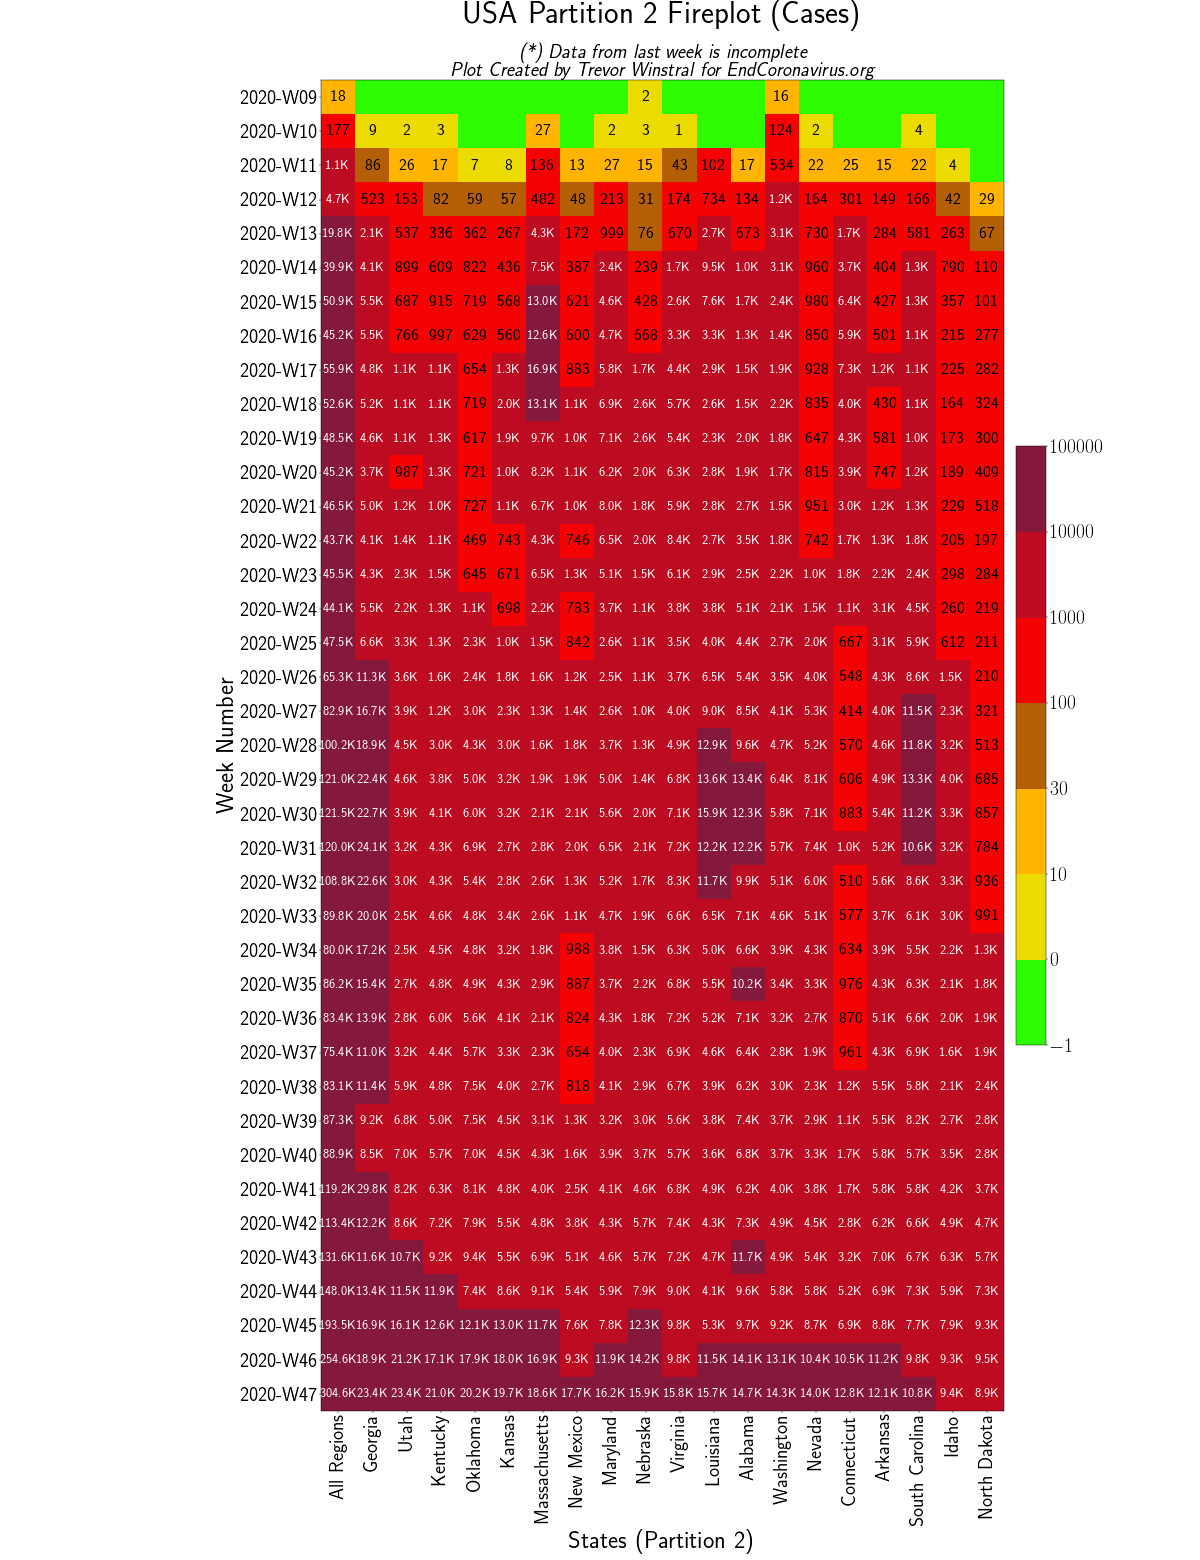 USA Partition 2 Fireplot (Cases)
(*) Data from last week is incomplete
Plot Created by Trevor Winstral for EndCoronavirus.org
2020-W09 18 2 16
2020-W10 177 9 2 3 27 2 3 1 124 2 4
2020-W11 1.1K 86 26 17 7 8 136 13 27 15 43 102 17 534 22 25 15 22 4
2020-W12 4.7K 523 153 82 59 57 482 48 213 31 174 734 134 1.2K 164 301 149 166 42 29
2020-W13 19.8K 2.1K 537 336 362 267 4.3K 172 999 76 670 2.7K 673 3.1K 730 1.7K 284 581 263 67
2020-W14 39.9K 4.1K 899 609 822 436 7.5K 387 2.4K 239 1.7K 9.5K 1.0K 3.1K 960 3.7K 404 1.3K 790 110
2020-W15 50.9K 5.5K 687 915 719 568 13.0K 621 4.6K 428 2.6K 7.6K 1.7K 2.4K 980 6.4K 427 1.3K 357 101
2020-W16 45.2K 5.5K 766 997 629 560 12.6K 600 4.7K 668 3.3K 3.3K 1.3K 1.4K 850 5.9K 501 1.1K 215 277
2020-W17 55.9K 4.8K 1.1K 1.1K 654 1.3K 16.9K 883 5.8K 1.7K 4.4K 2.9K 1.5K 1.9K 928 7.3K 1.2K 1.1K 225 282
2020-W18 52.6K 5.2K 1.1K 1.1K 719 2.0K 13.1K 1.1K 6.9K 2.6K 5.7K 2.6K 1.5K 2.2K 835 4.0K 430 1.1K 164 324
2020-W19 48.5K 4.6K 1.1K 1.3K 617 1.9K 9.7K 1.0K 7.1K 2.6K 5.4K 2.3K 2.0K 1.8K 647 4.3K 581 1.0K 173 300
2020-W20 45.2K 3.7K 987 1.3K 721 1.0K 8.2K 1.1K 6.2K 2.0K 6.3K 2.8K 1.9K 1.7K 815 3.9K 747 1.2K 189 409
2020-W21 46.5K 5.0K 1.2K 1.0K 727 1.1K 6.7K 1.0K 8.0K 1.8K 5.9K 2.8K 2.7K 1.5K 951 3.0K 1.2K 1.3K 229 518
2020-W22 43.7K 4.1K 1.4K 1.1K 469 743 4.3K 746 6.5K 2.0K 8.4K 2.7K 3.5K 1.8K 742 1.7K 1.3K 1.8K 205 197
2020-W23 45.5K 4.3K 2.3K 1.5K 645 671 6.5K 1.3K 5.1K 1.5K 6.1K 2.9K 2.5K 2.2K 1.0K 1.8K 2.2K 2.4K 298 284
2020-W24 44.1K 5.5K 2.2K 1.3K 1.1K 698 2.2K 783 3.7K 1.1K 3.8K 3.8K 5.1K 2.1K 1.5K 1.1K 3.1K 4.5K 260 219
2020-W25 47.5K 6.6K 3.3K 1.3K 2.3K 1.0K 1.5K 842 2.6K 1.1K 3.5K 4.0K 4.4K 2.7K 2.0K 667 3.1K 5.9K 612 211
2020-W26 65.3K 11.3K 3.6K 1.6K 2.4K 1.8K 1.6K 1.2K 2.5K 1.1K 3.7K 6.5K 5.4K 3.5K 4.0K 548 4.3K 8.6K 1.5K 210
2020-W27 82.9K 16.7K 3.9K 1.2K 3.0K 2.3K 1.3K 1.4K 2.6K 1.0K 4.0K 9.0K 8.5K 4.1K 5.3K 414 4.0K 11.5K 2.3K 321
2020-W28 100.2K 18.9K 4.5K 3.0K 4.3K 3.0K 1.6K 1.8K 3.7K 1.3K 4.9K 12.9K 9.6K 4.7K 5.2K 570 4.6K 11.8K 3.2K 513
2020-W29 121.0K 22.4K 4.6K 3.8K 5.0K 3.2K 1.9K 1.9K 5.0K 1.4K 6.8K 13.6K 13.4K 6.4K 8.1K 606 4.9K 13.3K 4.0K 685
2020-W30 121.5K 22.7K 3.9K 4.1K 6.0K 3.2K 2.1K 2.1K 5.6K 2.0K 7.1K 15.9K 12.3K 5.8K 7.1K 883 5.4K 11.2K 3.3K 857
2020-W31 120.0K 24.1K 3.2K 4.3K 6.9K 2.7K 2.8K 2.0K 6.5K 2.1K 7.2K 12.2K 12.2K 5.7K 7.4K 1.0K 5.2K 10.6K 3.2K 784
2020-W32 108.8K 22.6K 3.0K 4.3K 5.4K 2.8K 2.6K 1.3K 5.2K 1.7K 8.3K 11.7K 9.9K 5.1K 6.0K 510 5.6K 8.6K 3.3K 936
2020-W33 89.8K 20.0K 2.5K 4.6K 4.8K 3.4K 2.6K 1.1K 4.7K 1.9K 6.6K 6.5K 7.1K 4.6K 5.1K 577 3.7K 6.1K 3.0K 991
2020-W34 80.0K 17.2K 2.5K 4.5K 4.8K 3.2K 1.8K 988 3.8K 1.5K 6.3K 5.0K 6.6K 3.9K 4.3K 634 3.9K 5.5K 2.2K 1.3K
2020-W35 86.2K 15.4K 2.7K 4.8K 4.9K 4.3K 2.9K 887 3.7K 2.2K 6.8K 5.5K 10.2K 3.4K 3.3K 976 4.3K 6.3K 2.1K 1.8K
2020-W36 83.4K 13.9K 2.8K 6.0K 5.6K 4.1K 2.1K 824 4.3K 1.8K 7.2K 5.2K 7.1K 3.2K 2.7K 870 5.1K 6.6K 2.0K 1.9K
2020-W37 75.4K 11.0K 3.2K 4.4K 5.7K 3.3K 2.3K 654 4.0K 2.3K 6.9K 4.6K 6.4K 2.8K 1.9K 961 4.3K 6.9K 1.6K 1.9K
2020-W38 83.1K 11.4K 5.9K 4.8K 7.5K 4.0K 2.7K 818 4.1K 2.9K 6.7K 3.9K 6.2K 3.0K 2.3K 1.2K 5.5K 5.8K 2.1K 2.4K
2020-W39 87.3K 9.2K 6.8K 5.0K 7.5K 4.5K 3.1K 1.3K 3.2K 3.0K 5.6K 3.8K 7.4K 3.7K 2.9K 1.1K 5.5K 8.2K 2.7K 2.8K
2020-W40 88.9K 8.5K 7.0K 5.7K 7.0K 4.5K 4.3K 1.6K 3.9K 3.7K 5.7K 3.6K 6.8K 3.7K 3.3K 1.7K 5.8K 5.7K 3.5K 2.8K
2020-W41 119.2K 29.8K 8.2K 6.3K 8.1K 4.8K 4.0K 2.5K 4.1K 4.6K 6.8K 4.9K 6.2K 4.0K 3.8K 1.7K 5.8K 5.8K 4.2K 3.7K
2020-W42 113.4K 12.2K 8.6K 7.2K 7.9K 5.5K 4.8K 3.8K 4.3K 5.7K 7.4K 4.3K 7.3K 4.9K 4.5K 2.8K 6.2K 6.6K 4.9K 4.7K
2020-W43 131.6K 11.6K 10.7K 9.2K 9.4K 5.5K 6.9K 5.1K 4.6K 5.7K 7.2K 4.7K 11.7K 4.9K 5.4K 3.2K 7.0K 6.7K 6.3K 5.7K
2020-W44 148.0K 13.4K 11.5K 11.9K 7.4K 8.6K 9.1K 5.4K 5.9K 7.9K 9.0K 4.1K 9.6K 5.8K 5.8K 5.2K 6.9K 7.3K 5.9K 7.3K
2020-W45 193.5K 16.9K 16.1K 12.6K 12.1K 13.0K 11.7K 7.6K 7.8K 12.3K 9.8K 5.3K 9.7K 9.2K 8.7K 6.9K 8.8K 7.7K 7.9K 9.3K
2020-W46 254.6K 18.9K 21.2K 17.1K 17.9K 18.0K 16.9K 9.3K 11.9K 14.2K 9.8K 11.5K 14.1K 13.1K 10.4K 10.5K 11.2K 9.8K 9.3K 9.5K
2020-W47 304.6K 23.4K 23.4K 21.0K 20.2K 19.7K 18.6K 17.7K 16.2K 15.9K 15.8K 15.7K 14.7K 14.3K 14.0K 12.8K 12.1K 10.8K 9.4K 8.9K
Week Number
All Regions
Georgia
Utah
Kentucky
Oklahoma
Kansas
Massachusetts
New Mexico
Maryland
Nebraska
Virginia
Louisiana
Alabama
Washington
Nevada
Connecticut
Arkansas
South Carolina
Idaho
North Dakota
States (Partition 2)
100000
10000
1000
100
30
10
0
−1